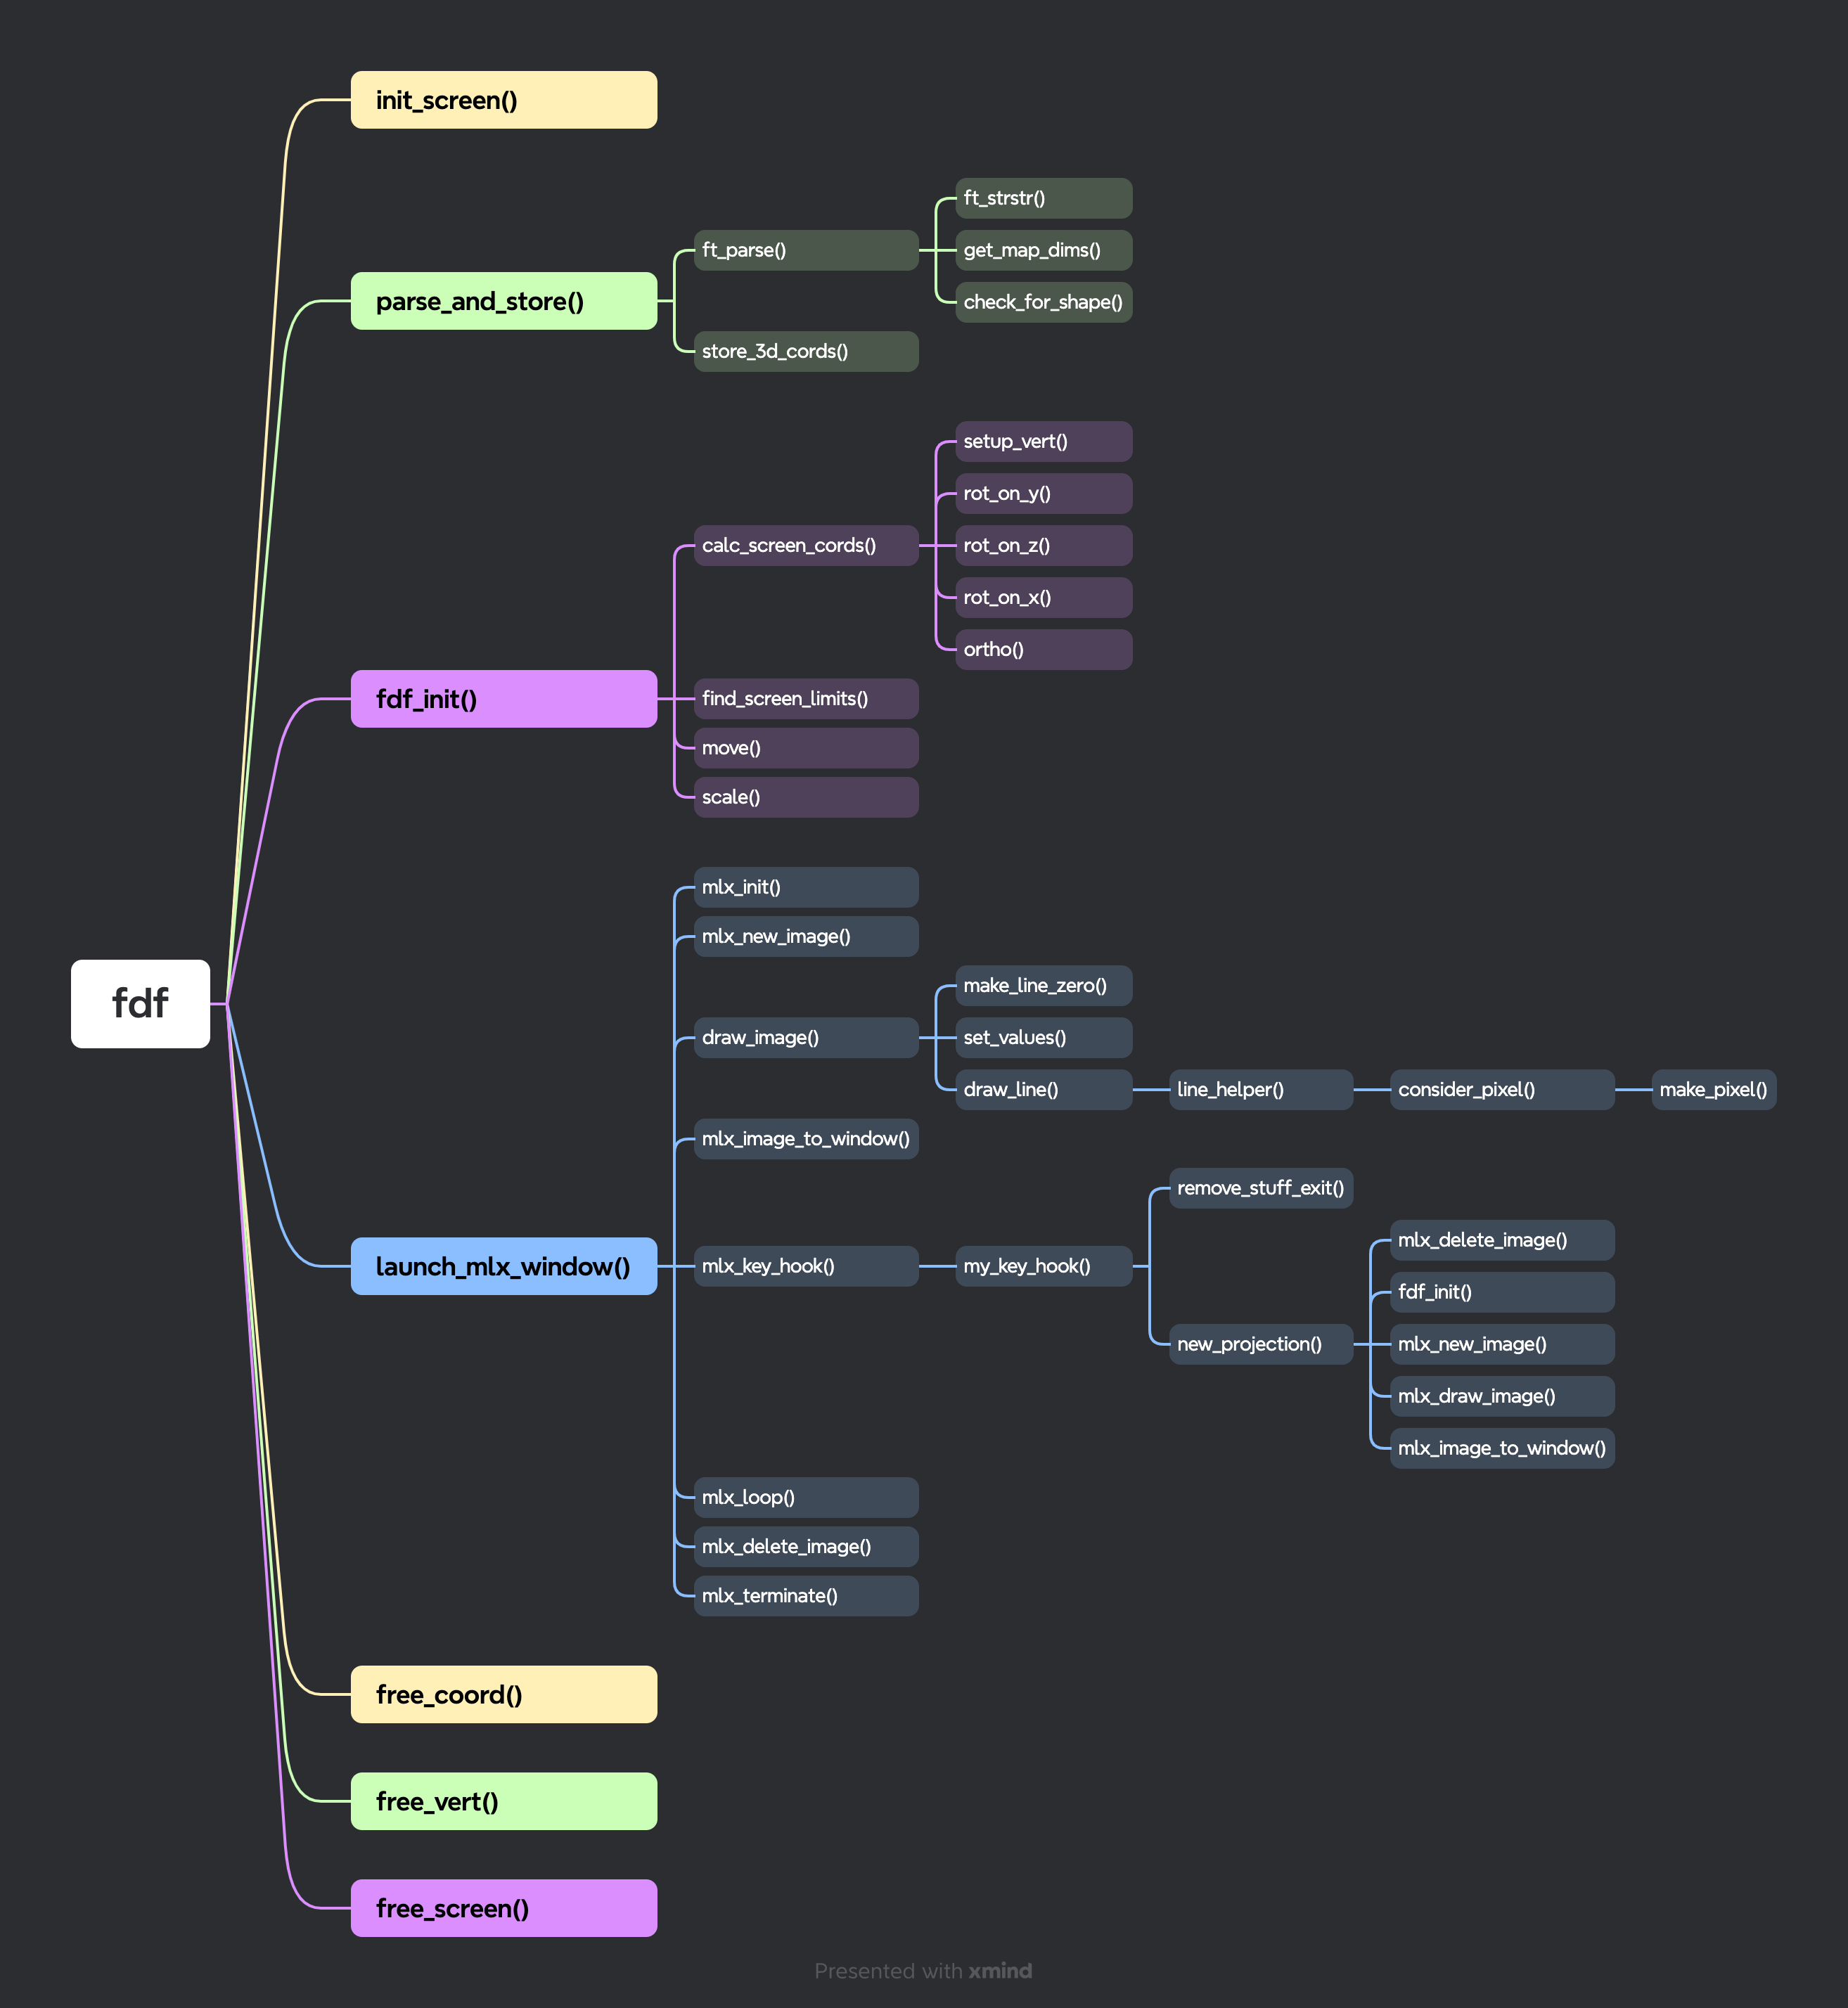 init_screen()
ft_strstr()
ft_parse()
get_map_dims()
parse_and_store()
check_for_shape()
store_3d_cords()
setup_vert()
rot_on_y()
calc_screen_cords()
rot_on_z()
rot_on_x()
ortho()
fdf_init()
find_screen_limits()
move()
scale()
mlx_init()
mlx_new_image()
make_line_zero()
fdf
draw_image()
set_values()
draw_line()
line_helper()
consider_pixel()
make_pixel()
mlx_image_to_window()
remove_stuff_exit()
mlx_delete_image()
launch_mlx_window()
mlx_key_hook()
my_key_hook()
fdf_init()
new_projection()
mlx_new_image()
mlx_draw_image()
mlx_image_to_window()
mlx_loop()
mlx_delete_image()
mlx_terminate()
free_coord()
free_vert()
free_screen()
Presented with xmind